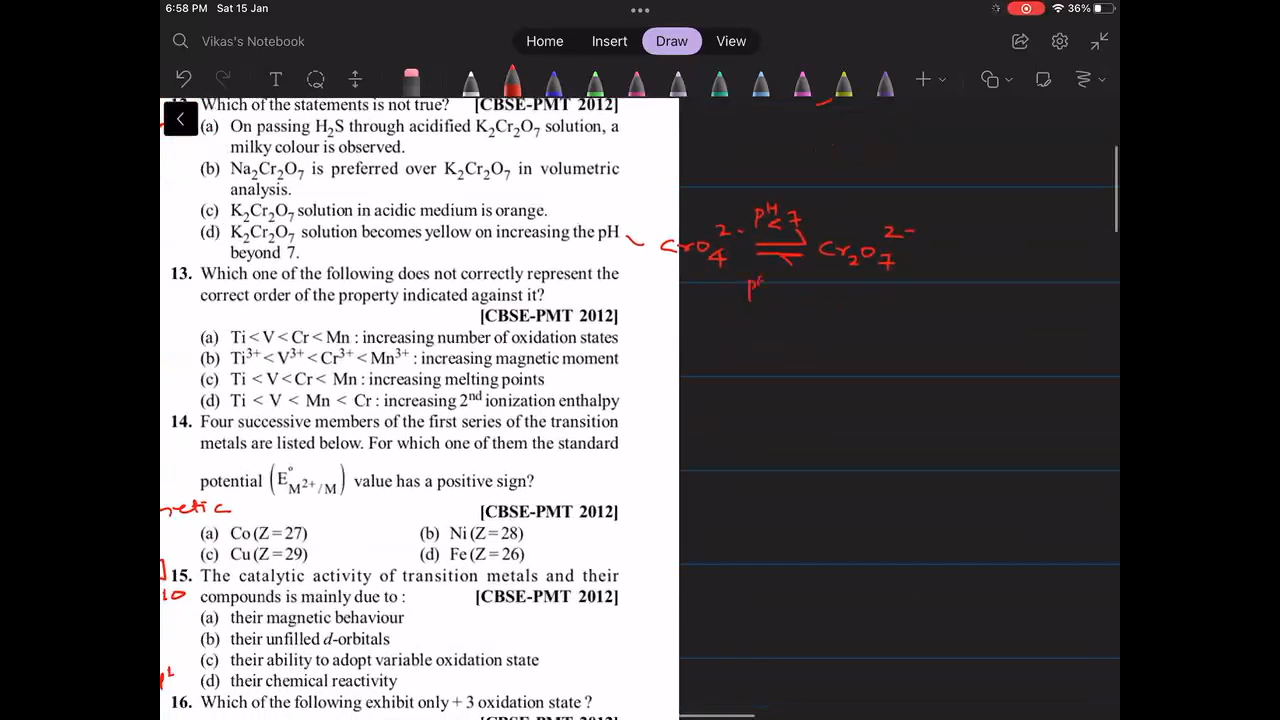 6:58 PM Sat 15 Jan
36%
Vikas's Notebook
Home Insert Draw View
Which of the statements is not true? [CBSE-PMT 2012]
(a) On passing H₂S through acidified K₂Cr₂O₇ solution, a
milky colour is observed.
(b) Na₂Cr₂O₇ is preferred over K₂Cr₂O₇ in volumetric
analysis.
(c) K₂Cr₂O₇ solution in acidic medium is orange.
(d) K₂Cr₂O₇ solution becomes yellow on increasing the pH
beyond 7.
pH < 7
CrO₄²⁻ ⇌ Cr₂O₇²⁻
13. Which one of the following does not correctly represent the
correct order of the property indicated against it?
[CBSE-PMT 2012]
(a) Ti < V < Cr < Mn : increasing number of oxidation states
(b) Ti³⁺ < V³⁺ < Cr³⁺ < Mn³⁺ : increasing magnetic moment
(c) Ti < V < Cr < Mn : increasing melting points
(d) Ti < V < Mn < Cr : increasing 2nd ionization enthalpy
14. Four successive members of the first series of the transition
metals are listed below. For which one of them the standard
potential (E°M²⁺/M) value has a positive sign?
netic
[CBSE-PMT 2012]
(a) Co (Z = 27) (b) Ni (Z = 28)
(c) Cu (Z = 29) (d) Fe (Z = 26)
15. The catalytic activity of transition metals and their
10
compounds is mainly due to : [CBSE-PMT 2012]
(a) their magnetic behaviour
(b) their unfilled d-orbitals
(c) their ability to adopt variable oxidation state
(d) their chemical reactivity
16. Which of the following exhibit only + 3 oxidation state ?